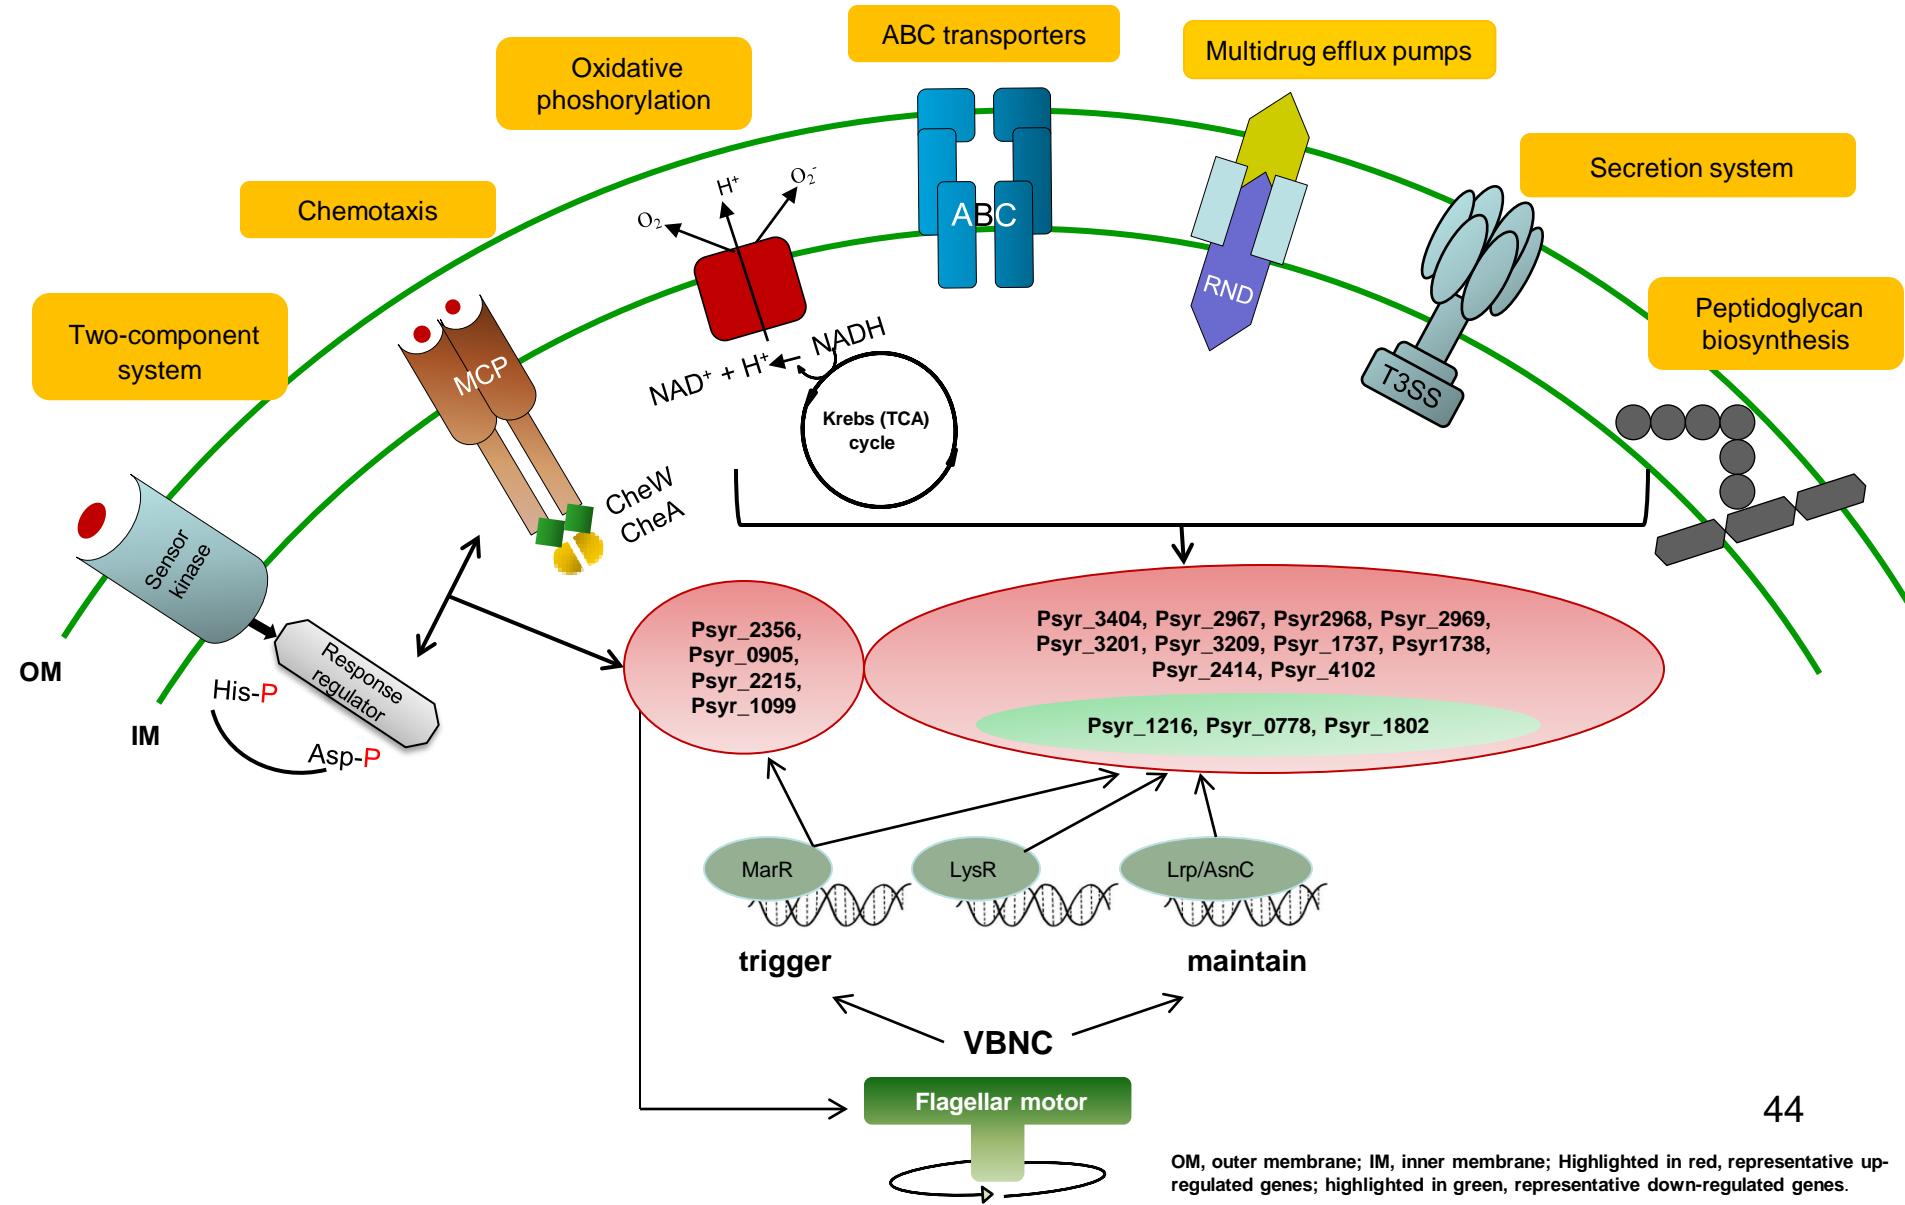 ABC transporters
Multidrug efflux pumps
Oxidative
phoshorylation
Secretion system
Chemotaxis
Two-component
system
Peptidoglycan
biosynthesis
O2
H+
O2-
ABC
RND
T3SS
MCP
NADH
NAD+ + H+
Krebs (TCA)
cycle
CheW
CheA
Sensor
kinase
Response
regulator
OM
IM
His-P
Asp-P
Psyr_2356,
Psyr_0905,
Psyr_2215,
Psyr_1099
Psyr_3404, Psyr_2967, Psyr2968, Psyr_2969,
Psyr_3201, Psyr_3209, Psyr_1737, Psyr1738,
Psyr_2414, Psyr_4102
Psyr_1216, Psyr_0778, Psyr_1802
MarR
LysR
Lrp/AsnC
trigger
maintain
VBNC
Flagellar motor
44
OM, outer membrane; IM, inner membrane; Highlighted in red, representative up-
regulated genes; highlighted in green, representative down-regulated genes.